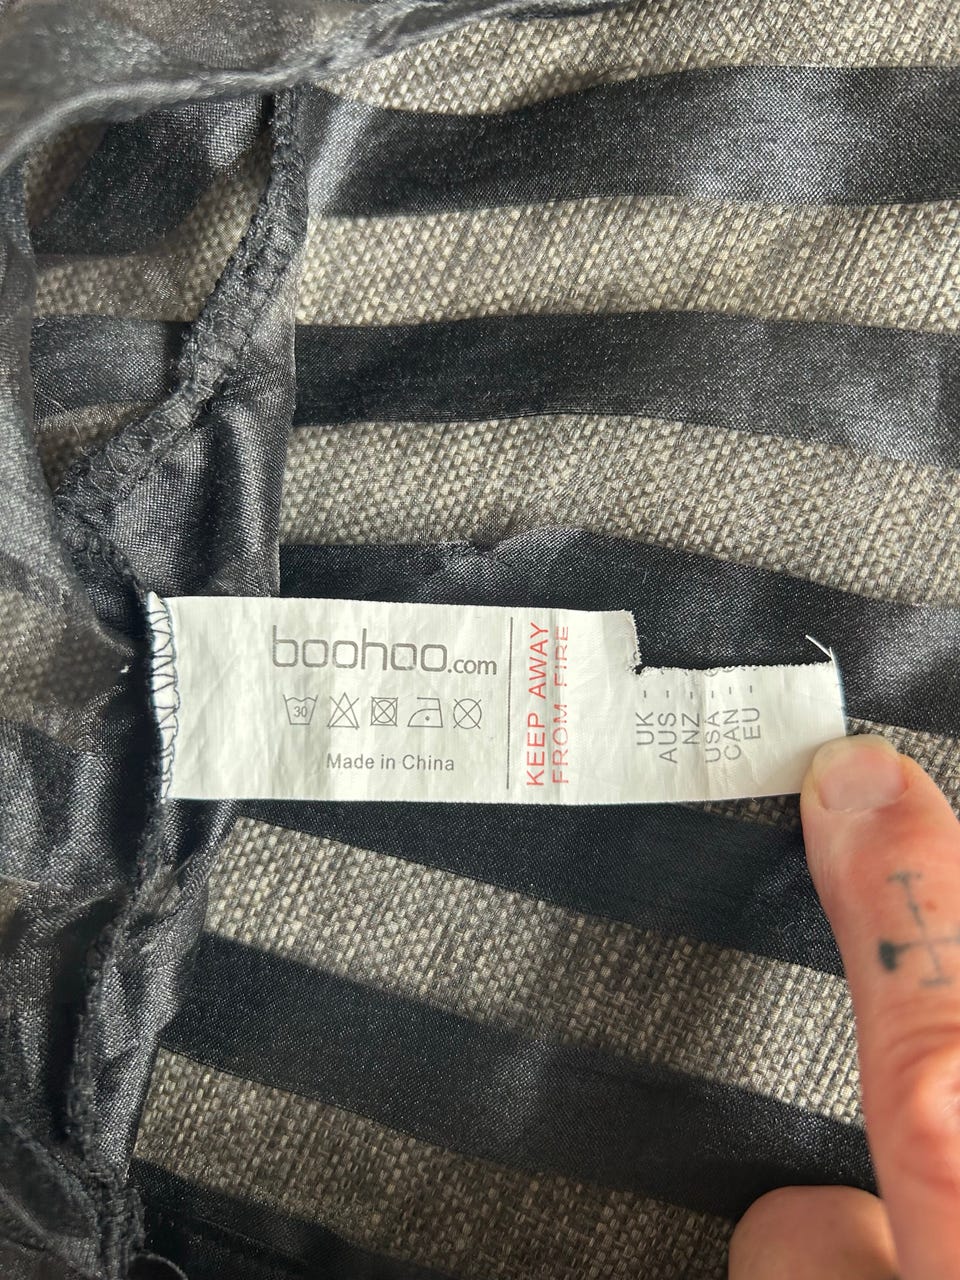 boohoo.com
30
Made in China
KEEP AWAY
FROM FIRE
UK -
AUS -
NZ -
USA -
CAN -
EU -